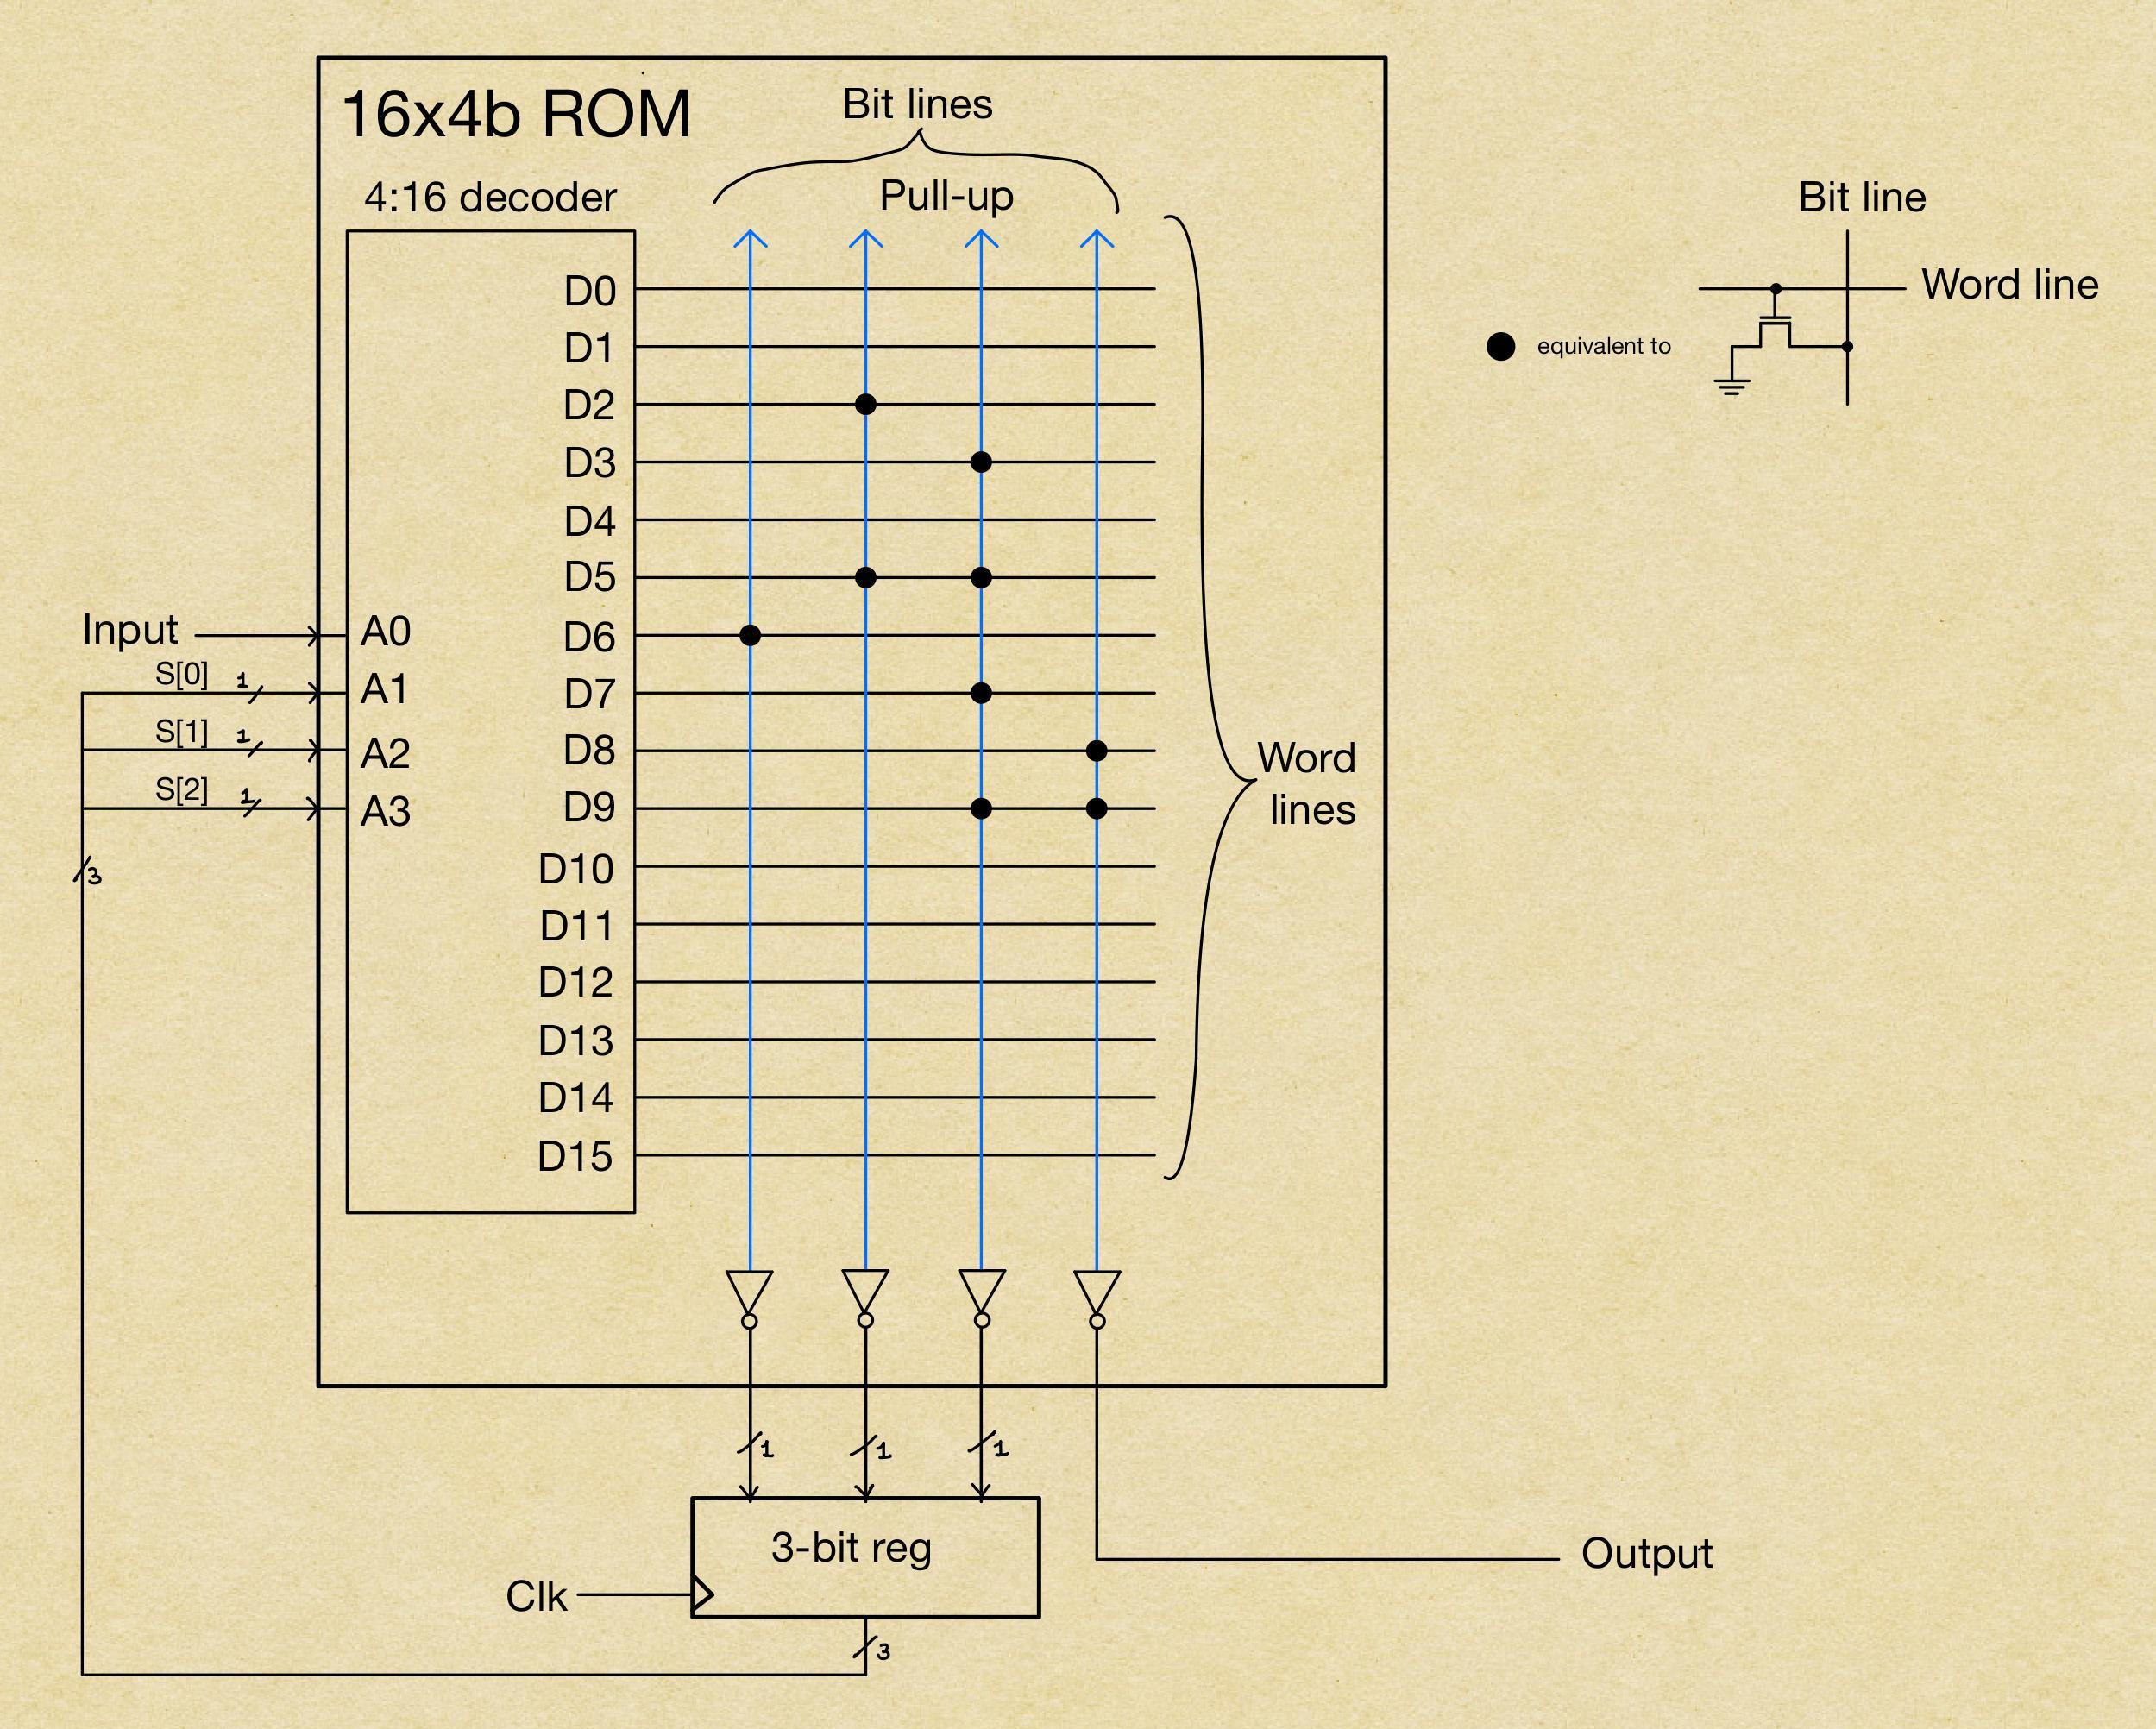 16x4b ROM
Bit lines
4:16 decoder
Pull-up
Bit line
Word line
equivalent to
D0
D1
D2
D3
D4
D5
D6
D7
D8
D9
D10
D11
D12
D13
D14
D15
Input
A0
S[0] 1
A1
S[1] 1
A2
S[2] 1
A3
3
Word
lines
1
1
1
3-bit reg
Clk
3
Output